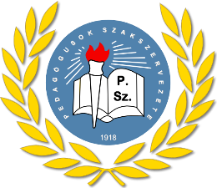 PEDAGÓGUSOK SZAKSZERVEZETE
P.
Sz.
1918